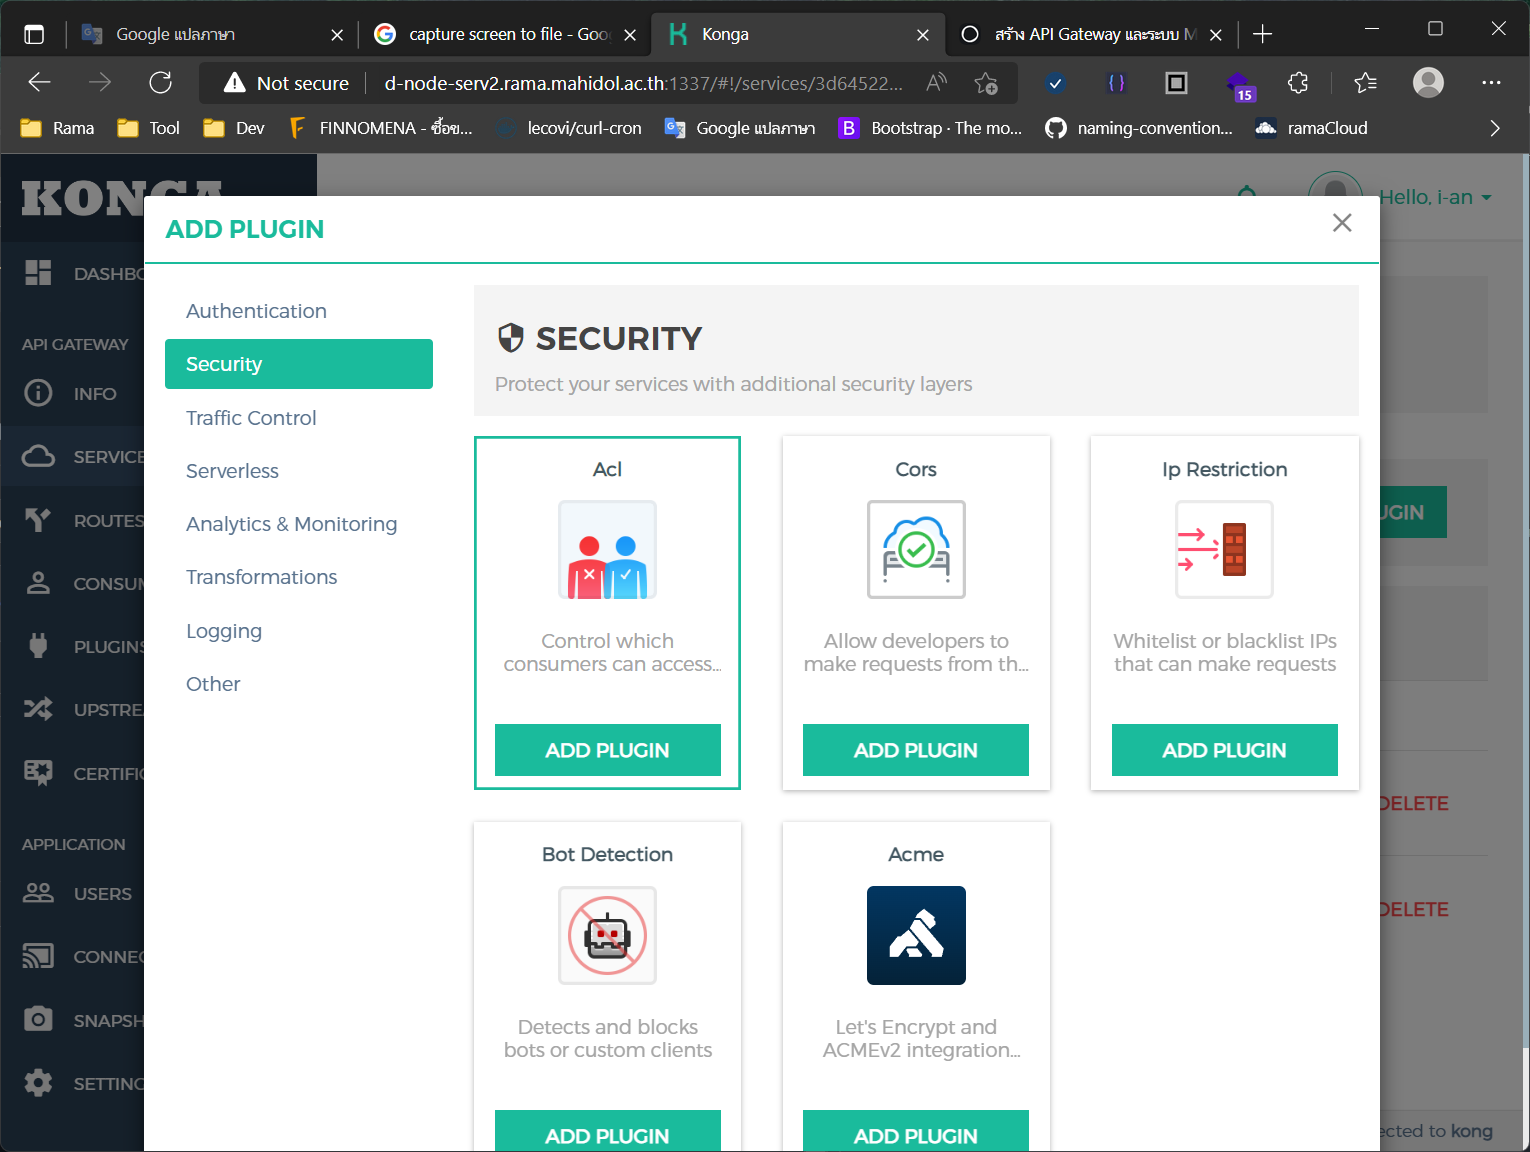 Google แปลภาษา
capture screen to file - Goo
Konga
สร้าง API Gateway และระบบ M
Not secure
d-node-serv2.rama.mahidol.ac.th:1337/#!/services/3d64522...
15
Rama
Tool
Dev
FINNOMENA - ซื้อข...
lecovi/curl-cron
Google แปลภาษา
Bootstrap · The mo...
naming-convention...
ramaCloud
KONGA
Hello, i-an
ADD PLUGIN
DASHBO
API GATEWAY
INFO
SERVICE
ROUTES
CONSUM
PLUGINS
UPSTREA
CERTIFIC
APPLICATION
USERS
CONNEC
SNAPSH
SETTING
Authentication
Security
Traffic Control
Serverless
Analytics & Monitoring
Transformations
Logging
Other
SECURITY
Protect your services with additional security layers
Acl
Control which
consumers can access...
ADD PLUGIN
Cors
Allow developers to
make requests from th...
ADD PLUGIN
Ip Restriction
Whitelist or blacklist IPs
that can make requests
ADD PLUGIN
Bot Detection
Detects and blocks
bots or custom clients
ADD PLUGIN
Acme
Let's Encrypt and
ACMEv2 integration...
ADD PLUGIN
UGIN
DELETE
DELETE
ected to kong